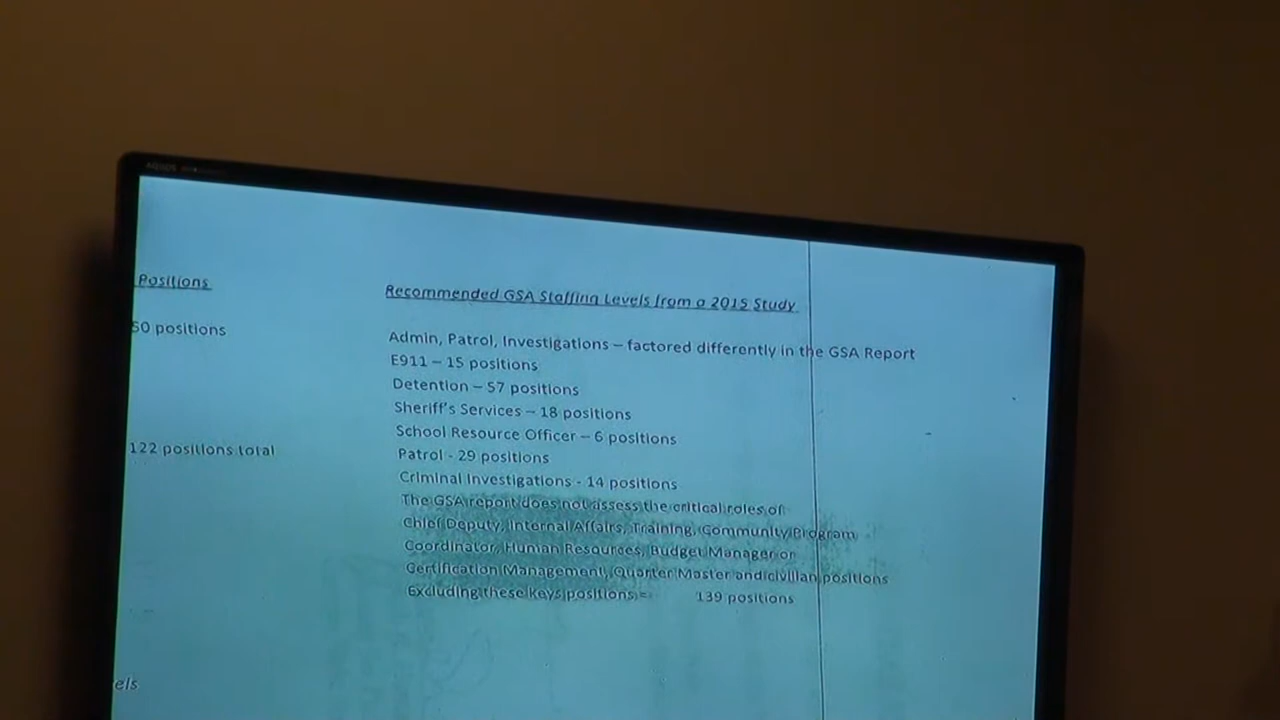 Positions
Recommended GSA Staffing Levels from a 2015 Study
50 positions
Admin, Patrol, Investigations – factored differently in the GSA Report
E911 – 15 positions
Detention – 57 positions
Sheriff's Services – 18 positions
School Resource Officer – 6 positions
122 positions total
Patrol - 29 positions
Criminal Investigations - 14 positions
The GSA report does not assess the critical roles of
Chief Deputy, Internal Affairs, Training, Community Program
Coordinator, Human Resources, Budget Manager or
Certification Management, Quarter Master and civilian positions
Excluding these Keys positions = 139 positions
els